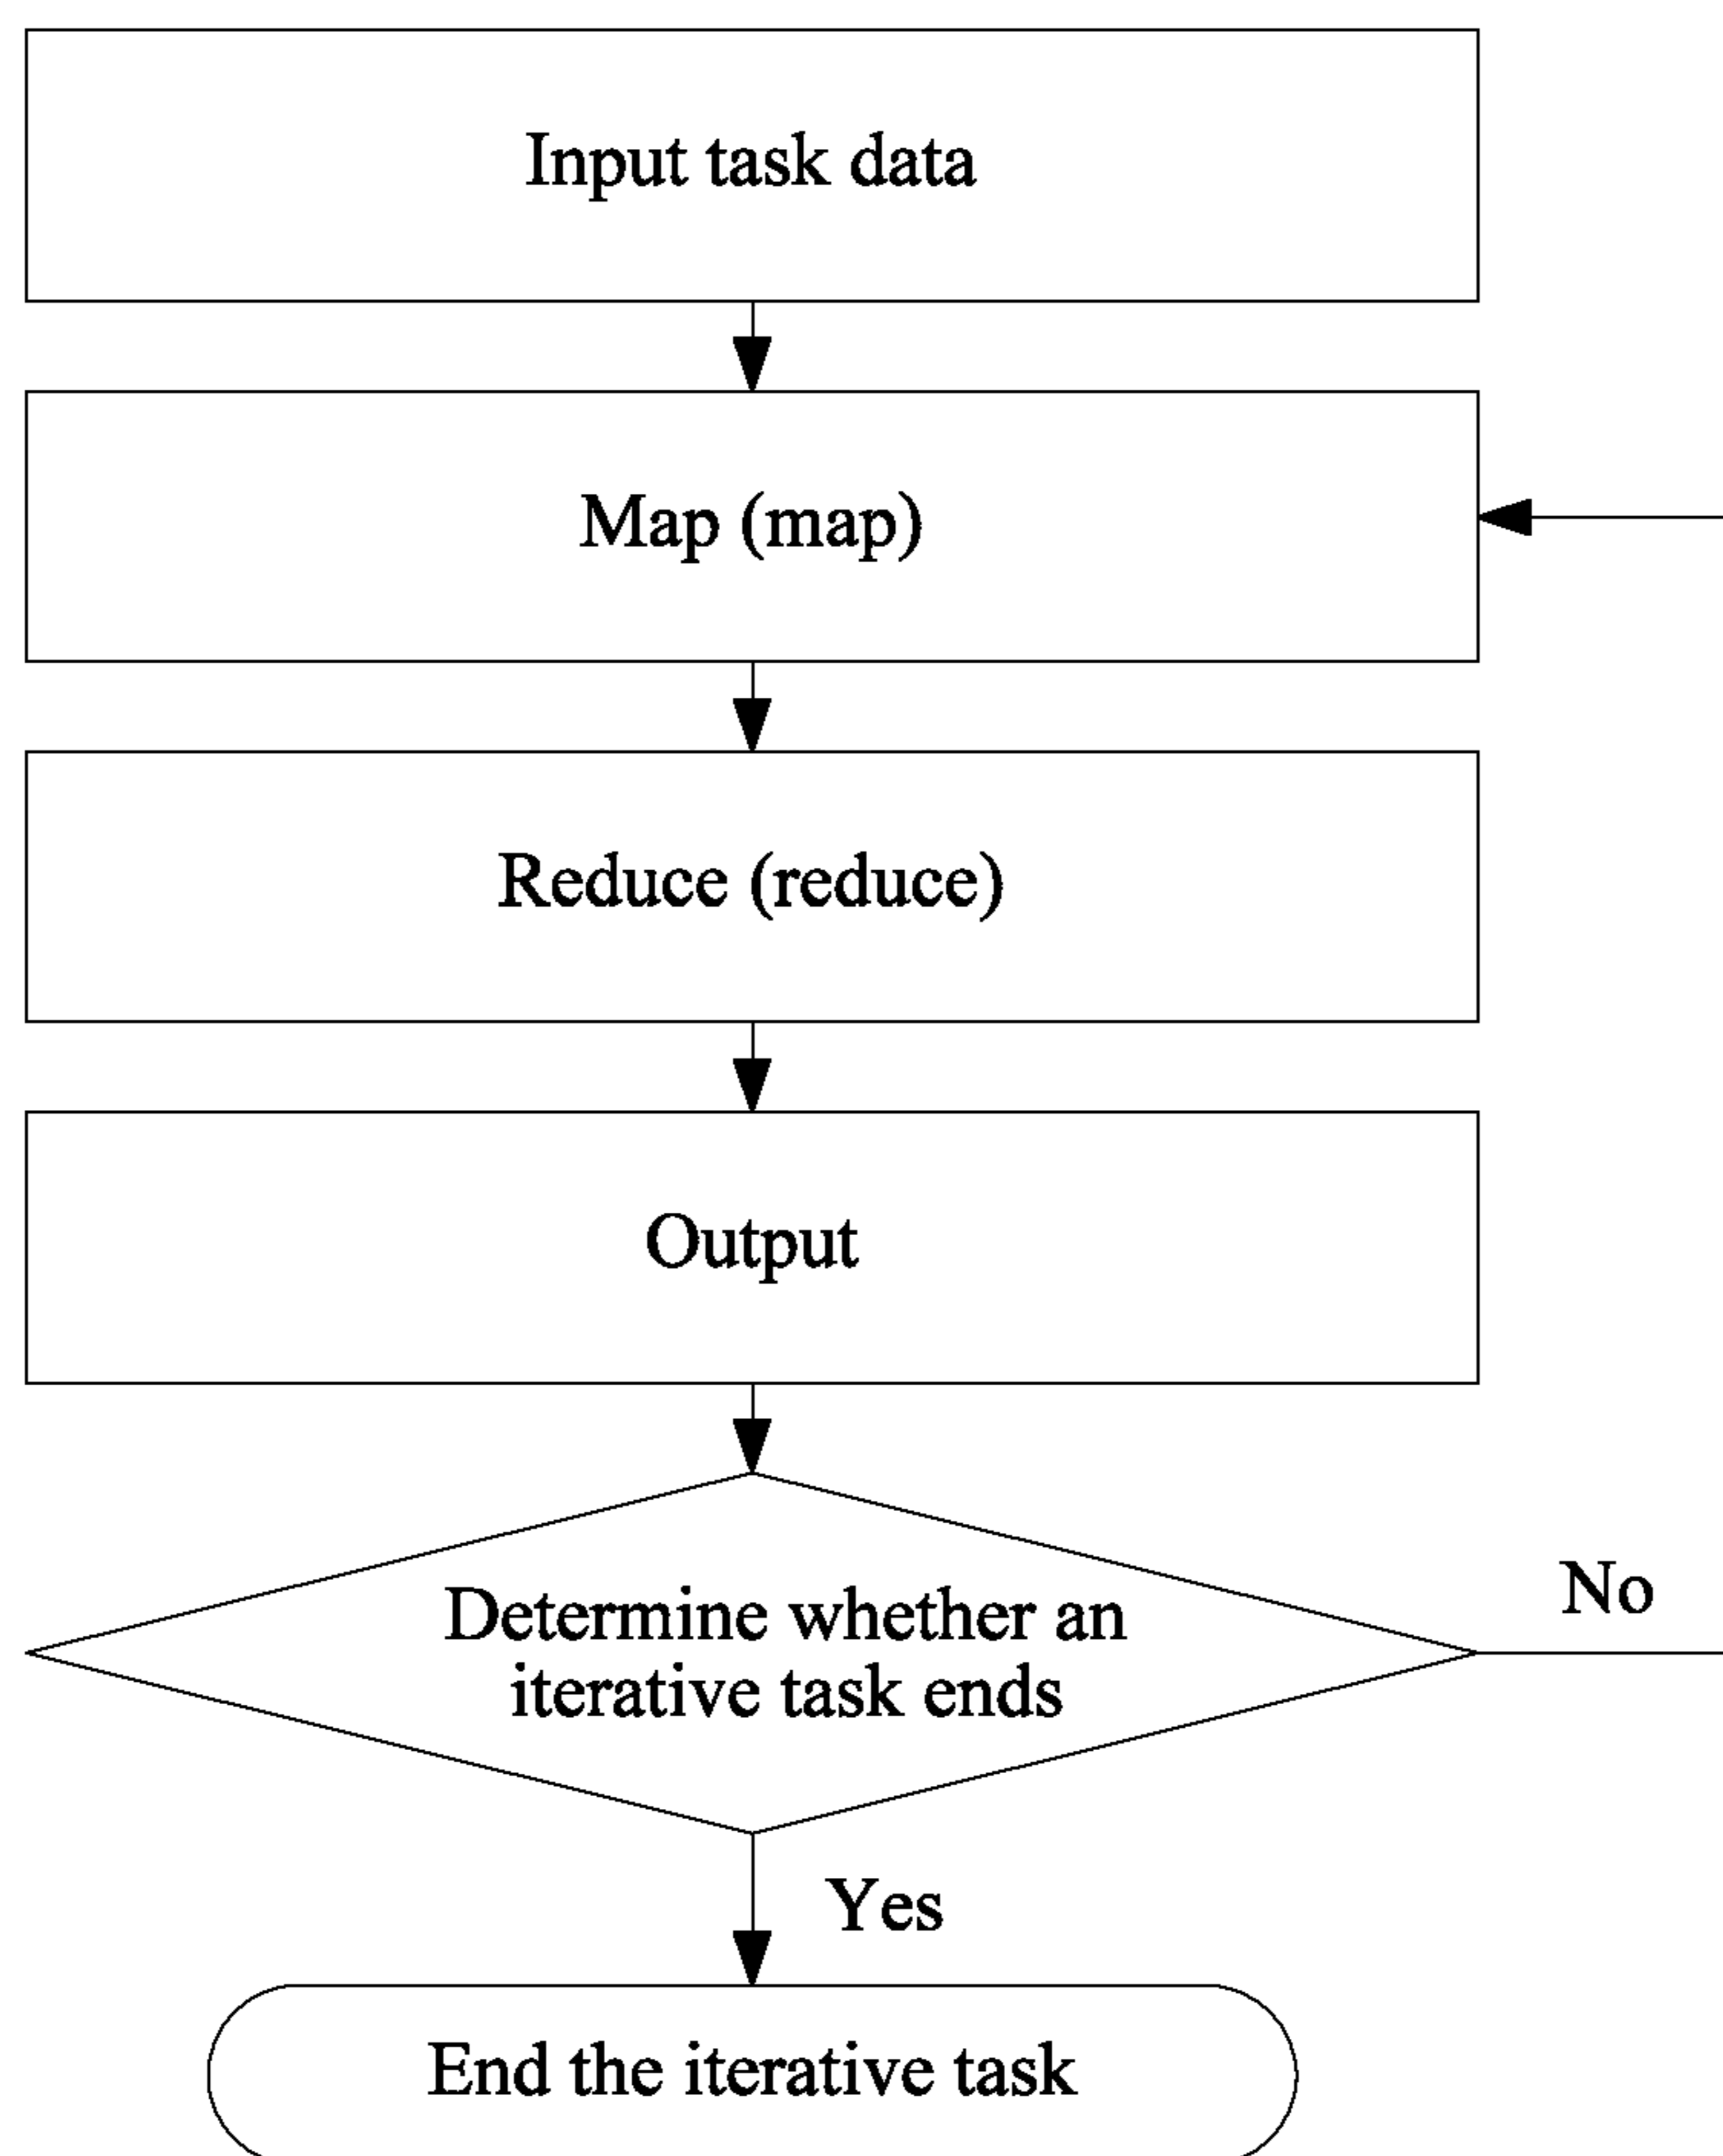 Input task data
Map (map)
Reduce (reduce)
Output
Determine whether an
iterative task ends
No
Yes
End the iterative task